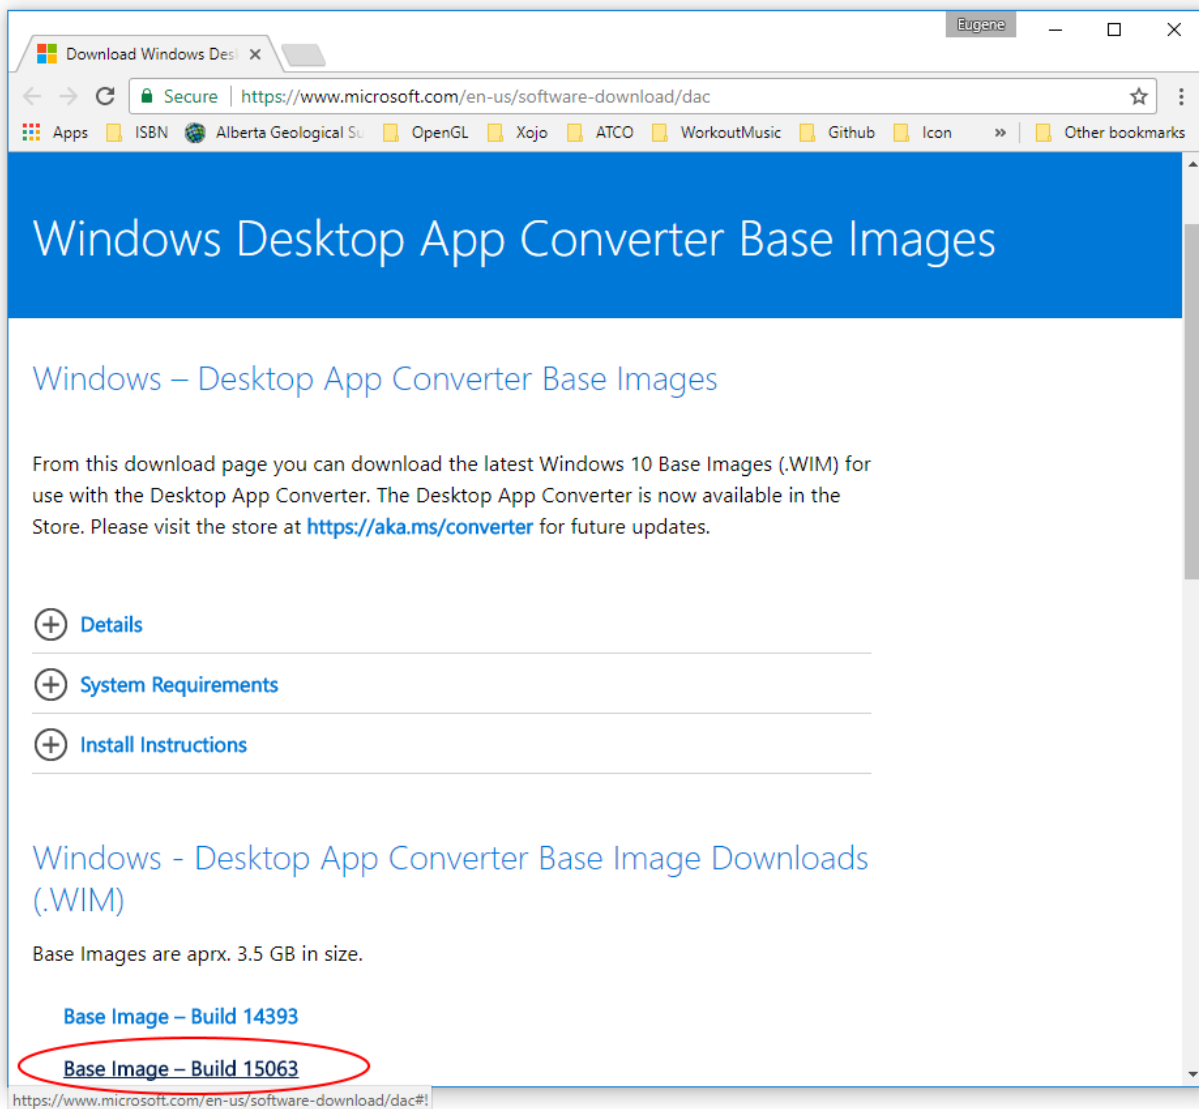 Eugene
Download Windows Des
Secure | https://www.microsoft.com/en-us/software-download/dac
Apps ISBN Alberta Geological Su OpenGL Xojo ATCO WorkoutMusic Github Icon » Other bookmarks
Windows Desktop App Converter Base Images
Windows – Desktop App Converter Base Images
From this download page you can download the latest Windows 10 Base Images (.WIM) for
use with the Desktop App Converter. The Desktop App Converter is now available in the
Store. Please visit the store at https://aka.ms/converter for future updates.
Details
System Requirements
Install Instructions
Windows - Desktop App Converter Base Image Downloads
(.WIM)
Base Images are aprx. 3.5 GB in size.
Base Image – Build 14393
Base Image – Build 15063
https://www.microsoft.com/en-us/software-download/dac#!